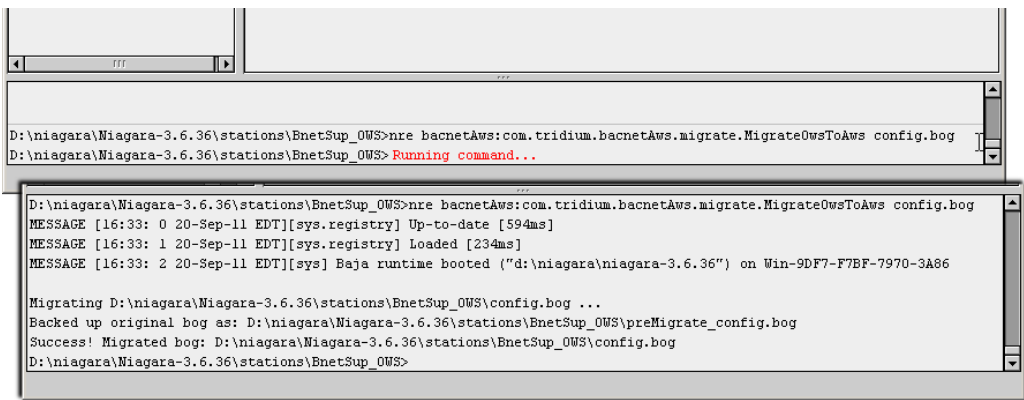 D:\niagara\Niagara-3.6.36\stations\BnetSup_OWS>nre bacnetAws:com.tridium.bacnetAws.migrate.MigrateOwsToAws config.bog
D:\niagara\Niagara-3.6.36\stations\BnetSup_OWS> Running command...
D:\niagara\Niagara-3.6.36\stations\BnetSup_OWS>nre bacnetAws:com.tridium.bacnetAws.migrate.MigrateOwsToAws config.bog
MESSAGE [16:33: 0 20-Sep-11 EDT][sys.registry] Up-to-date [594ms]
MESSAGE [16:33: 1 20-Sep-11 EDT][sys.registry] Loaded [234ms]
MESSAGE [16:33: 2 20-Sep-11 EDT][sys] Baja runtime booted ("d:\niagara\niagara-3.6.36") on Win-9DF7-F7BF-7970-3A86
Migrating D:\niagara\Niagara-3.6.36\stations\BnetSup_OWS\config.bog ...
Backed up original bog as: D:\niagara\Niagara-3.6.36\stations\BnetSup_OWS\preMigrate_config.bog
Success! Migrated bog: D:\niagara\Niagara-3.6.36\stations\BnetSup_OWS\config.bog
D:\niagara\Niagara-3.6.36\stations\BnetSup_OWS>